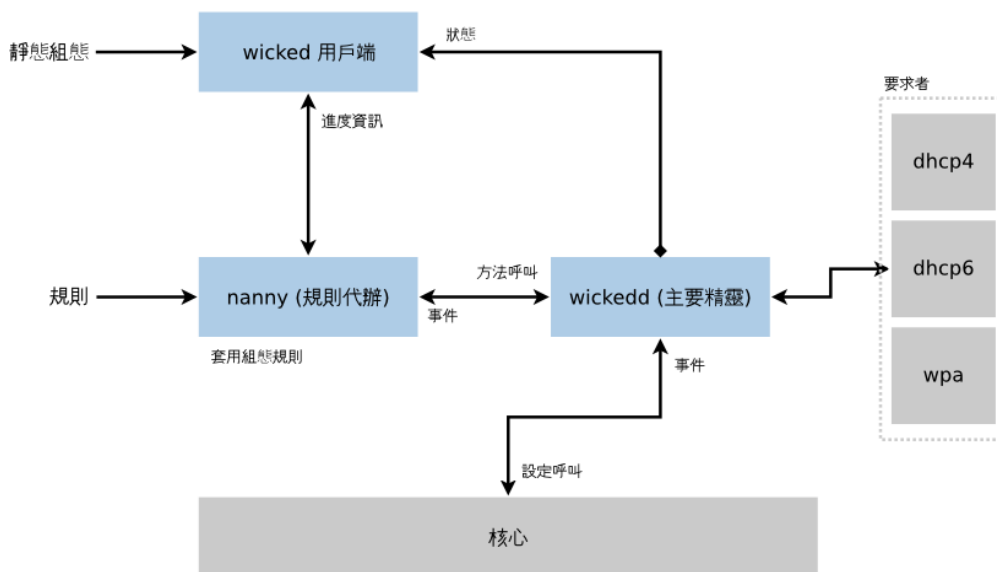 靜態組態
wicked 用戶端
狀態
要求者
進度資訊
dhcp4
dhcp6
wpa
規則
nanny (規則代辦)
方法呼叫
事件
wickedd (主要精靈)
套用組態規則
事件
設定呼叫
核心